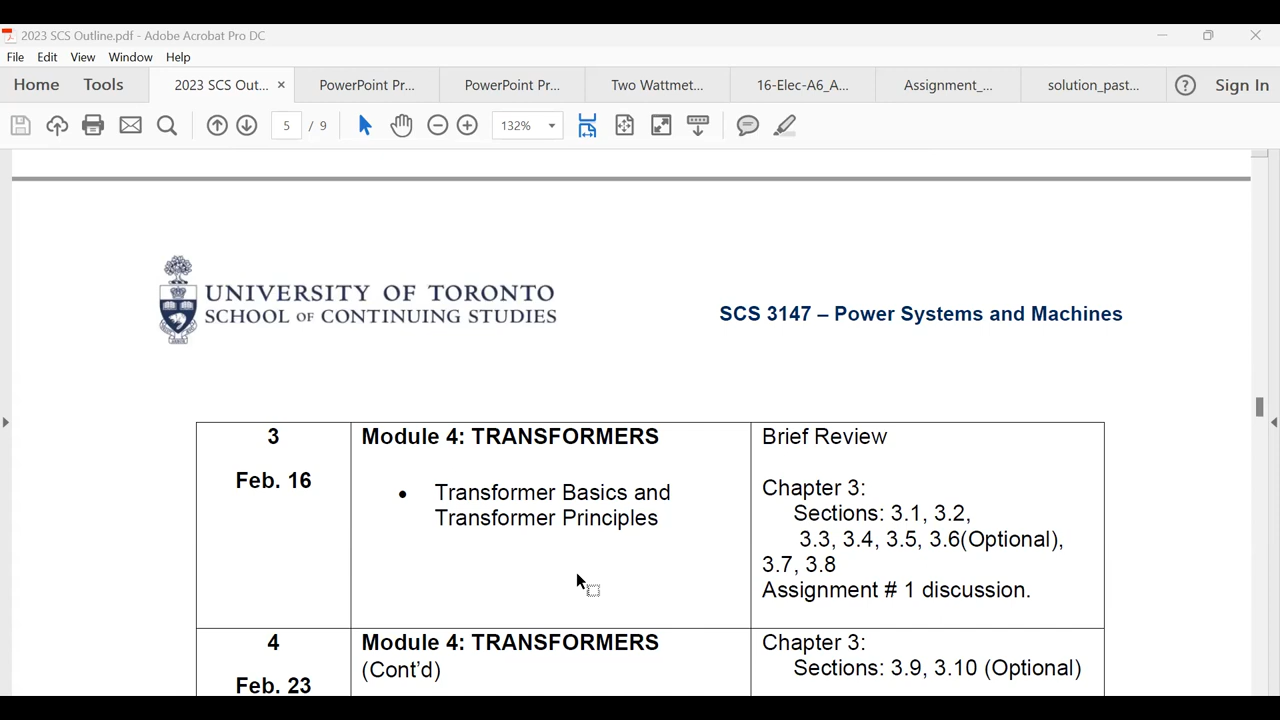 2023 SCS Outline.pdf - Adobe Acrobat Pro DC
File Edit View Window Help
Home Tools 2023 SCS Out... × PowerPoint Pr... PowerPoint Pr... Two Wattmet... 16-Elec-A6_A... Assignment_... solution_past... ? Sign In
5 / 9 132%
UNIVERSITY OF TORONTO
SCHOOL OF CONTINUING STUDIES
SCS 3147 – Power Systems and Machines
3
Feb. 16
Module 4: TRANSFORMERS
• Transformer Basics and
Transformer Principles
Brief Review
Chapter 3:
Sections: 3.1, 3.2,
3.3, 3.4, 3.5, 3.6(Optional),
3.7, 3.8
Assignment # 1 discussion.
4
Feb. 23
Module 4: TRANSFORMERS
(Cont’d)
Chapter 3:
Sections: 3.9, 3.10 (Optional)